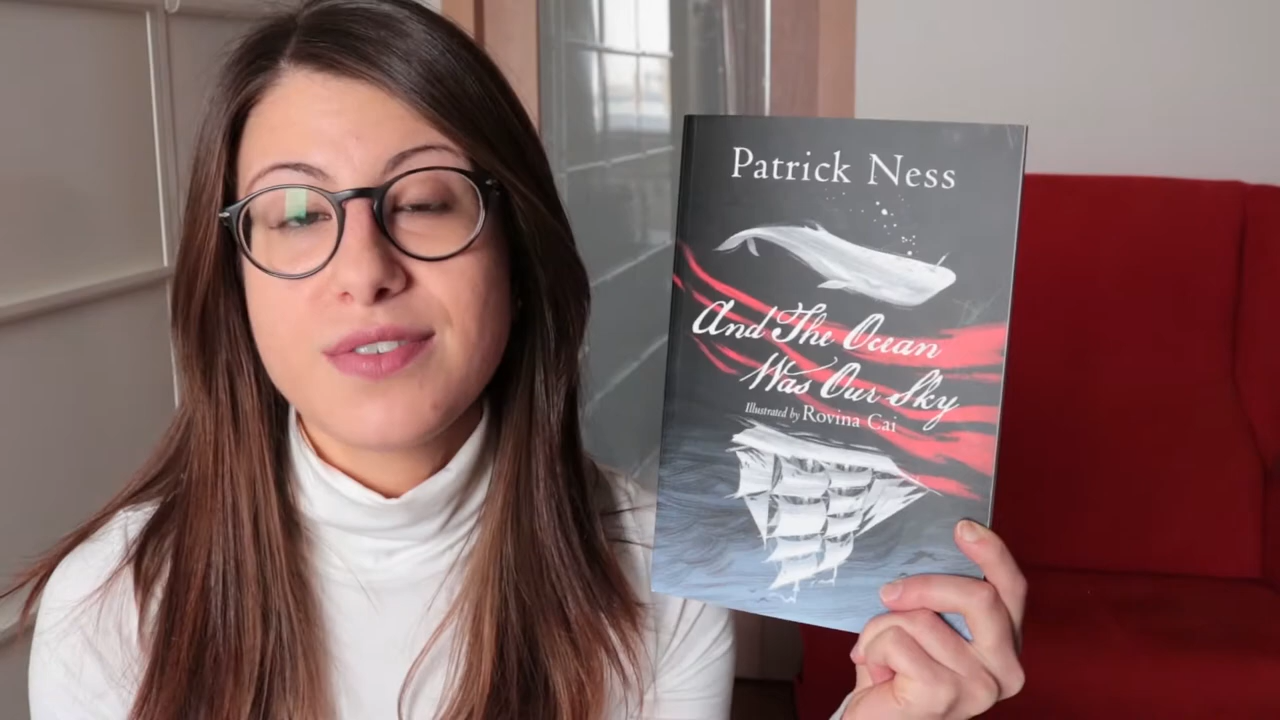 Patrick Ness
And The Ocean
Was Our Sky
Illustrated by Rovina Cai